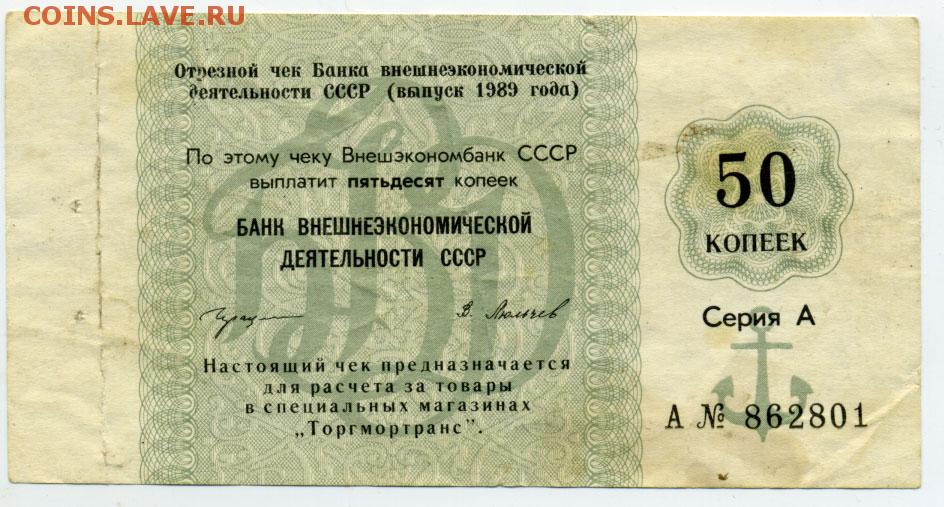 COINS.LAVE.RU
Отрезной чек Банка внешнеэкономической
деятельности СССР (выпуск 1989 года)
По этому чеку Внешэкономбанк СССР
выплатит пятьдесят копеек
БАНК ВНЕШНЕЭКОНОМИЧЕСКОЙ
ДЕЯТЕЛЬНОСТИ СССР
В. Люльчев
Настоящий чек предназначается
для расчета за товары
в специальных магазинах
„Торгмортранс".
50
КОПЕЕК
Серия А
А № 862801